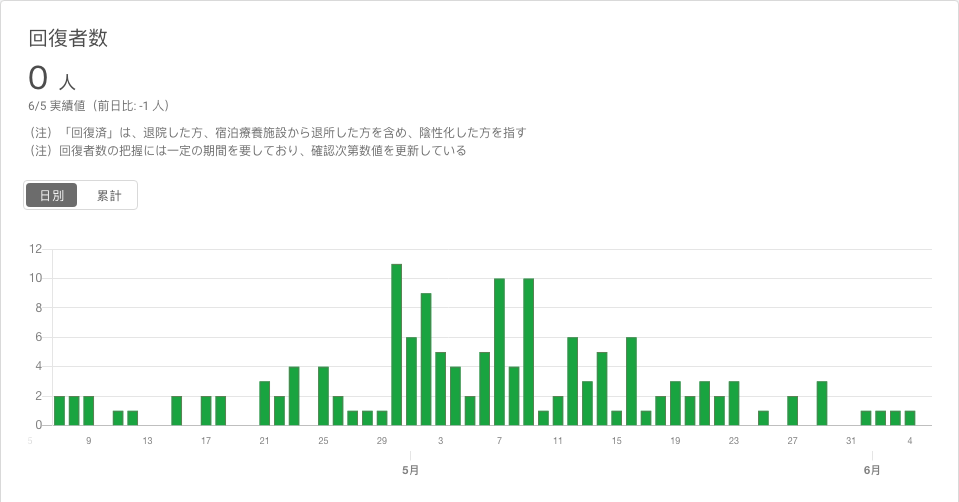 回復者数
0 人
6/5 実績値（前日比: -1 人）
（注）「回復済」は、退院した方、宿泊療養施設から退所した方を含め、陰性化した方を指す
（注）回復者数の把握には一定の期間を要しており、確認次第数値を更新している
日別 累計
12
10
8
6
4
2
0
5 9 13 17 21 25 29 3 7 11 15 19 23 27 31 4
5月 6月